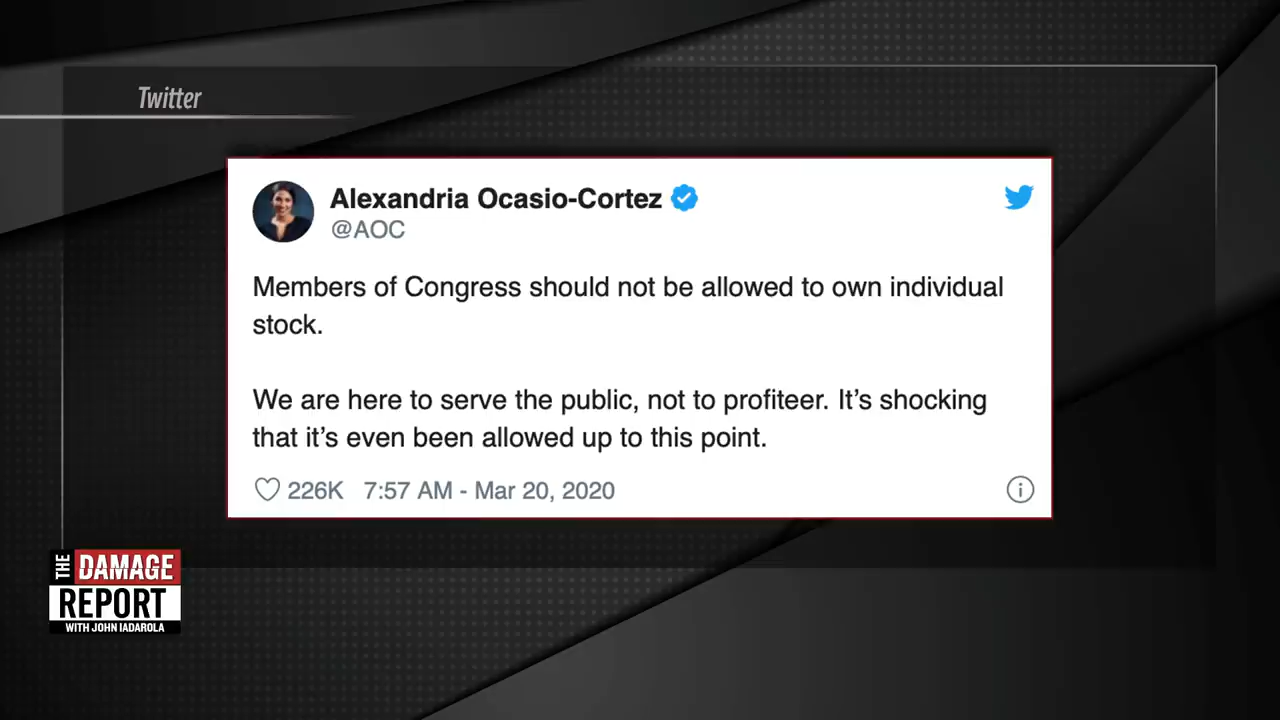 Twitter
Alexandria Ocasio-Cortez
@AOC
Members of Congress should not be allowed to own individual
stock.
We are here to serve the public, not to profiteer. It’s shocking
that it’s even been allowed up to this point.
226K 7:57 AM - Mar 20, 2020
THE DAMAGE
REPORT
WITH JOHN IADAROLA